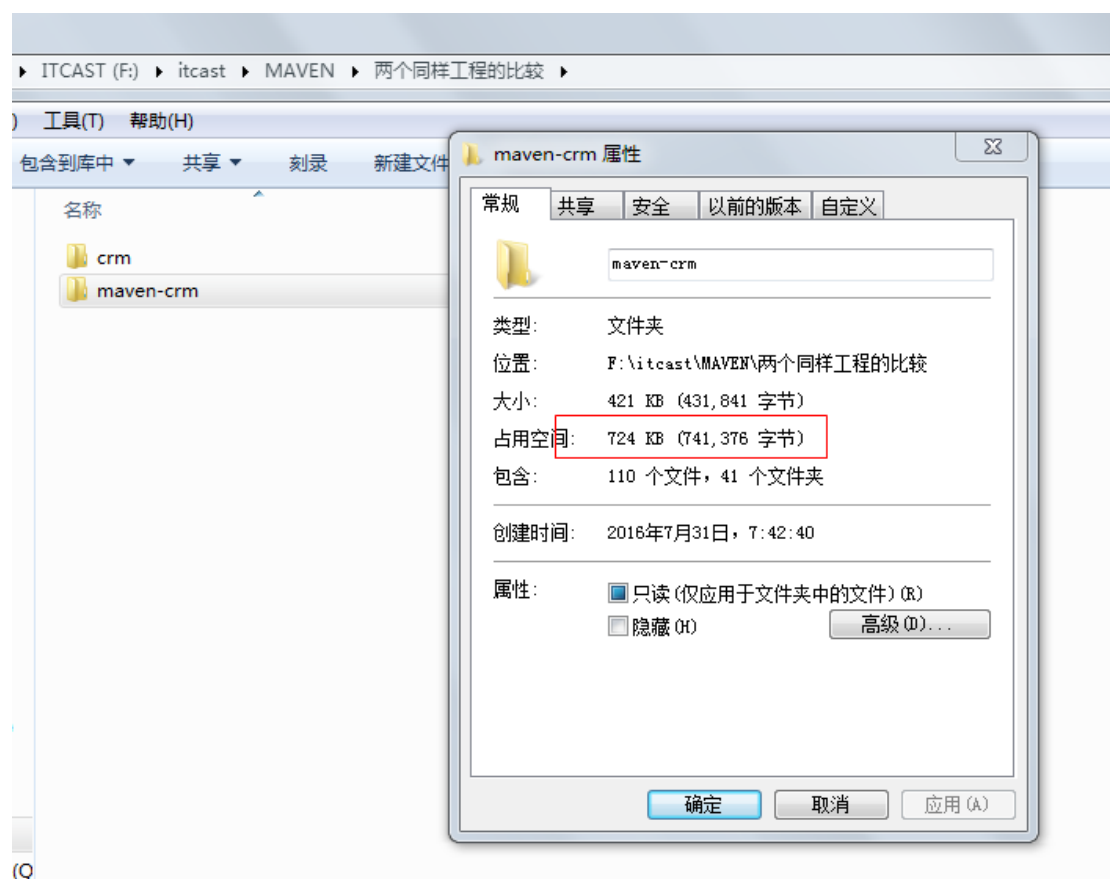 ITCAST (F:) itcast MAVEN 两个同样工程的比较
) 工具(T) 帮助(H)
包含到库中 共享 刻录 新建文件
名称
crm
maven-crm
maven-crm 属性
常规 共享 安全 以前的版本 自定义
maven-crm
类型: 文件夹
位置: F:\itcast\MAVEN\两个同样工程的比较
大小: 421 KB (431,841 字节)
占用空间: 724 KB (741,376 字节)
包含: 110 个文件，41 个文件夹
创建时间: 2016年7月31日，7:42:40
属性: 只读(仅应用于文件夹中的文件)(R)
隐藏(H) 高级(D)...
确定 取消 应用(A)
(Q